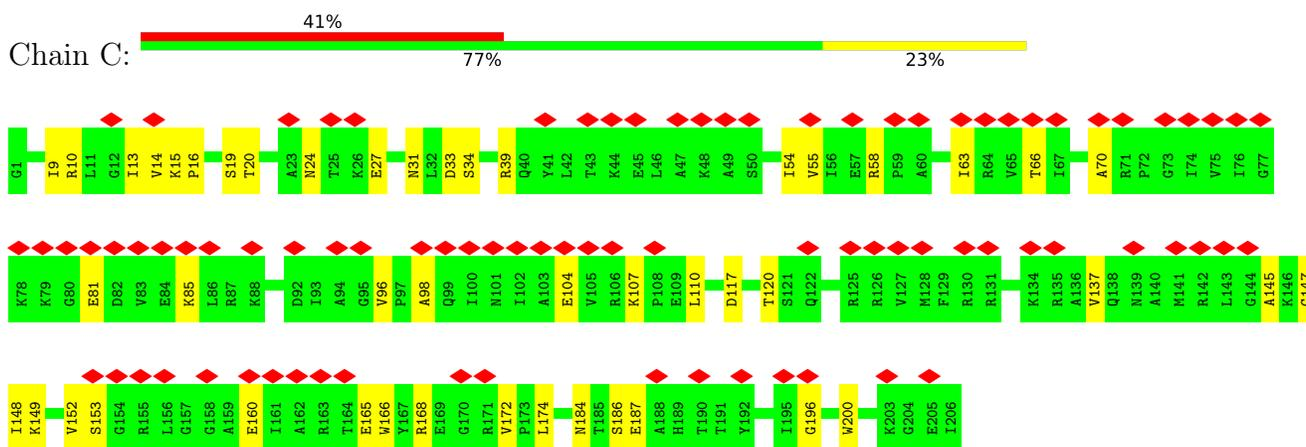 41%
Chain C:
77% 23%
G1 I9 R10 L11 G12 I13 V14 K15 P16 S19 T20 A23 N24 T25 K26 E27 N31 L32 D33 S34 R39 Q40 Y41 L42 T43 K44 E45 L46 A47 K48 A49 S50 I54 V55 I56 E57 R58 P59 A60 I63 R64 V65 T66 I67 A70 R71 P72 G73 I74 V75 I76 G77
K78 K79 G80 E81 D82 V83 E84 K85 L86 R87 K88 D92 I93 A94 G95 V96 P97 A98 Q99 I100 N101 I102 A103 E104 V105 R106 K107 P108 E109 L110 D117 T120 S121 Q122 R125 R126 V127 M128 F129 R130 R131 K134 R135 A136 V137 Q138 N139 A140 M141 R142 L143 G144 A145 K146 G147
I148 K149 V152 S153 G154 R155 L156 G157 G158 A159 E160 I161 A162 R163 T164 E165 W166 Y167 R168 E169 G170 R171 V172 P173 L174 N184 T185 S186 E187 A188 H189 T190 T191 Y192 I195 G196 W200 K203 G204 E205 I206